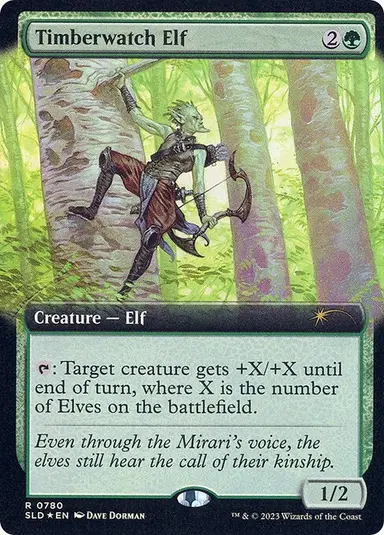 Timberwatch Elf 2
Creature — Elf
: Target creature gets +X/+X until
end of turn, where X is the number
of Elves on the battlefield.
Even through the Mirari's voice, the
elves still hear the call of their kinship.
1/2
R 0780
SLD ★ EN Dave Dorman
™ & © 2023 Wizards of the Coast